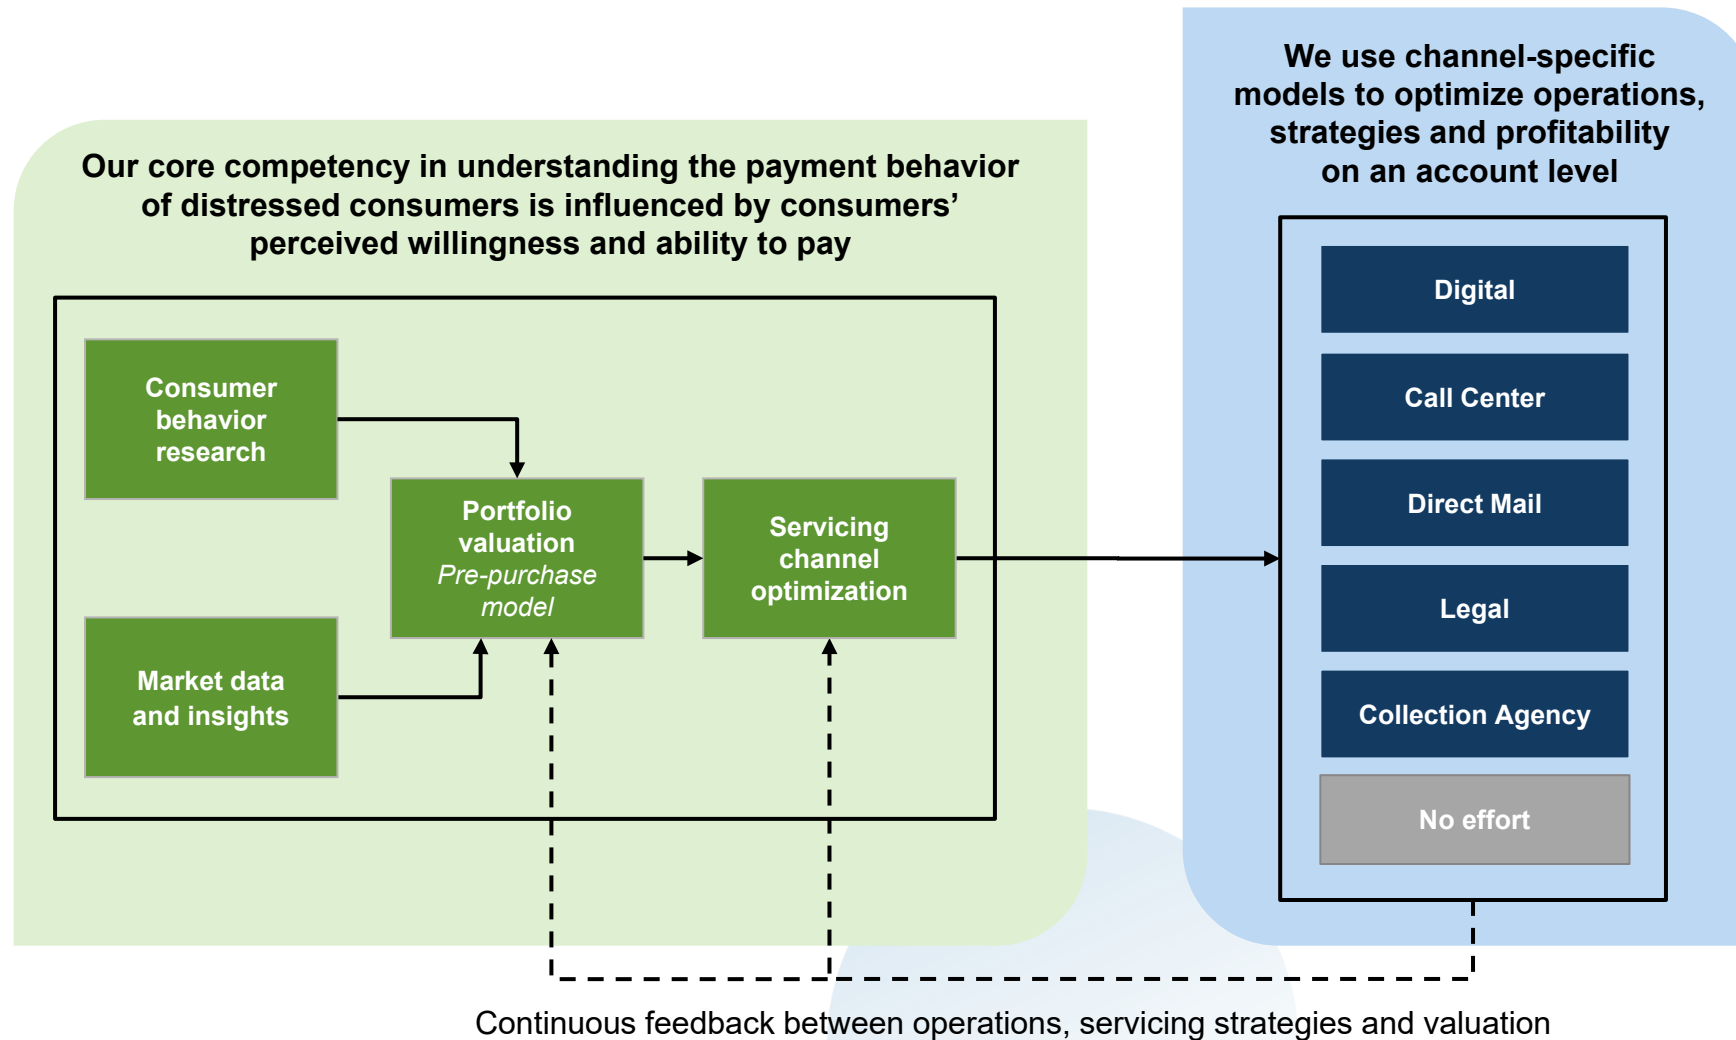 Our core competency in understanding the payment behavior
of distressed consumers is influenced by consumers’
perceived willingness and ability to pay
Consumer
behavior
research
Market data
and insights
Portfolio
valuation
Pre-purchase
model
Servicing
channel
optimization
We use channel-specific
models to optimize operations,
strategies and profitability
on an account level
Digital
Call Center
Direct Mail
Legal
Collection Agency
No effort
Continuous feedback between operations, servicing strategies and valuation